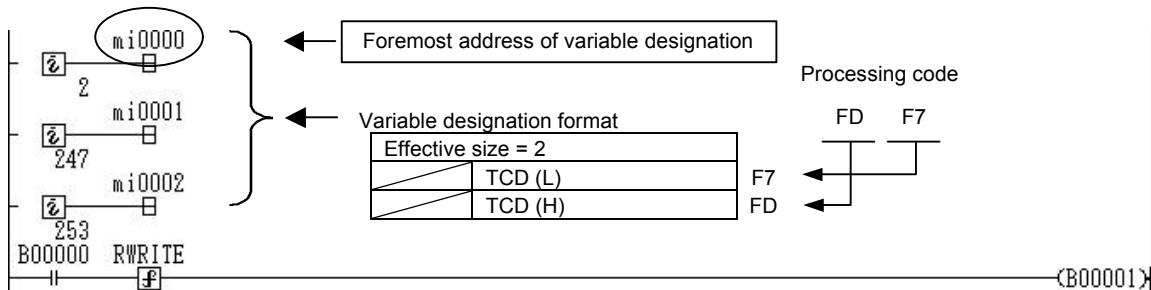 mi0000
Foremost address of variable designation
2
Processing code
mi0001
FD F7
Variable designation format
Effective size = 2
247
TCD (L) F7
mi0002
TCD (H) FD
253
B00000 RWRITE
f
(B00001)